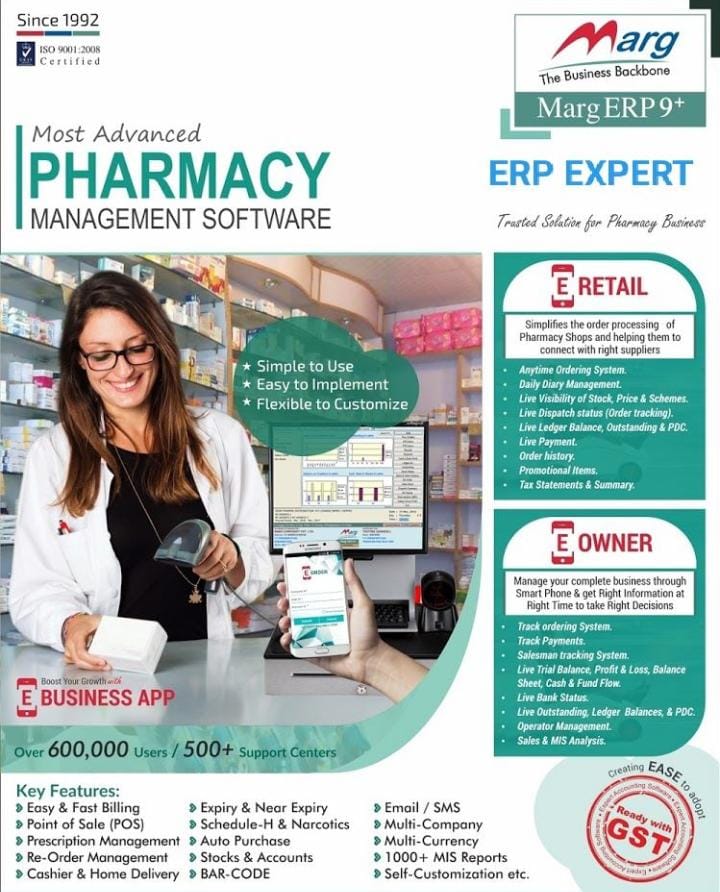 Since 1992
ISO 9001:2008
Certified
Marg
The Business Backbone
Marg ERP 9+
Most Advanced
PHARMACY
MANAGEMENT SOFTWARE
ERP EXPERT
Trusted Solution for Pharmacy Business
★ Simple to Use
★ Easy to Implement
★ Flexible to Customize
Marg
E ORDER
Boost Your Growth with
E BUSINESS APP
Over 600,000 Users / 500+ Support Centers
E RETAIL
Simplifies the order processing of
Pharmacy Shops and helping them to
connect with right suppliers
• Anytime Ordering System.
• Daily Diary Management.
• Live Visibility of Stock, Price & Schemes.
• Live Dispatch status (Order tracking).
• Live Ledger Balance, Outstanding & PDC.
• Live Payment.
• Order history.
• Promotional Items.
• Tax Statements & Summary.
E OWNER
Manage your complete business through
Smart Phone & get Right Information at
Right Time to take Right Decisions
• Track ordering System.
• Track Payments.
• Salesman tracking System.
• Live Trial Balance, Profit & Loss, Balance
Sheet, Cash & Fund Flow.
• Live Bank Status.
• Live Outstanding, Ledger Balances, & PDC.
• Operator Management.
• Sales & MIS Analysis.
Key Features:
Easy & Fast Billing
Point of Sale (POS)
Prescription Management
Re-Order Management
Cashier & Home Delivery
Expiry & Near Expiry
Schedule-H & Narcotics
Auto Purchase
Stocks & Accounts
BAR-CODE
Email / SMS
Multi-Company
Multi-Currency
1000+ MIS Reports
Self-Customization etc.
Creating EASE to adopt
Expert Accounting Software • Expert Accounting Software
Ready with
GST